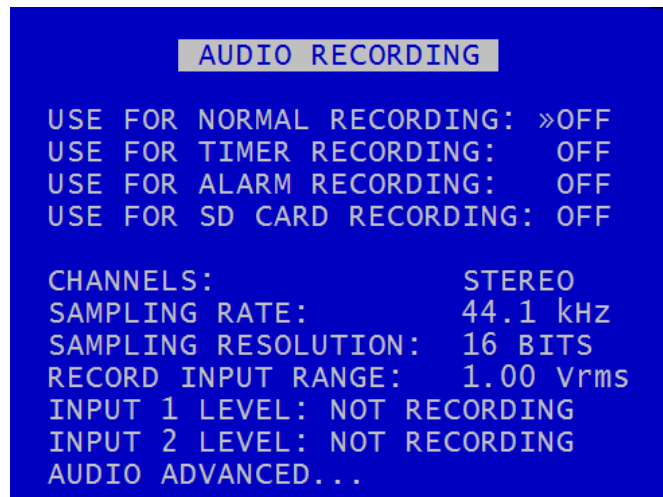 AUDIO RECORDING
USE FOR NORMAL RECORDING: »OFF
USE FOR TIMER RECORDING: OFF
USE FOR ALARM RECORDING: OFF
USE FOR SD CARD RECORDING: OFF
CHANNELS: STEREO
SAMPLING RATE: 44.1 kHz
SAMPLING RESOLUTION: 16 BITS
RECORD INPUT RANGE: 1.00 Vrms
INPUT 1 LEVEL: NOT RECORDING
INPUT 2 LEVEL: NOT RECORDING
AUDIO ADVANCED...